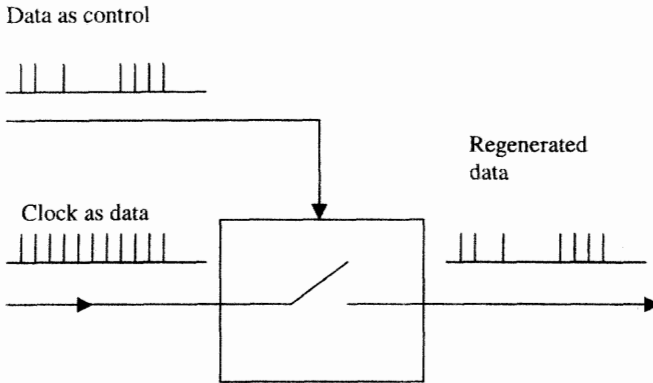 Data as control
Regenerated
data
Clock as data